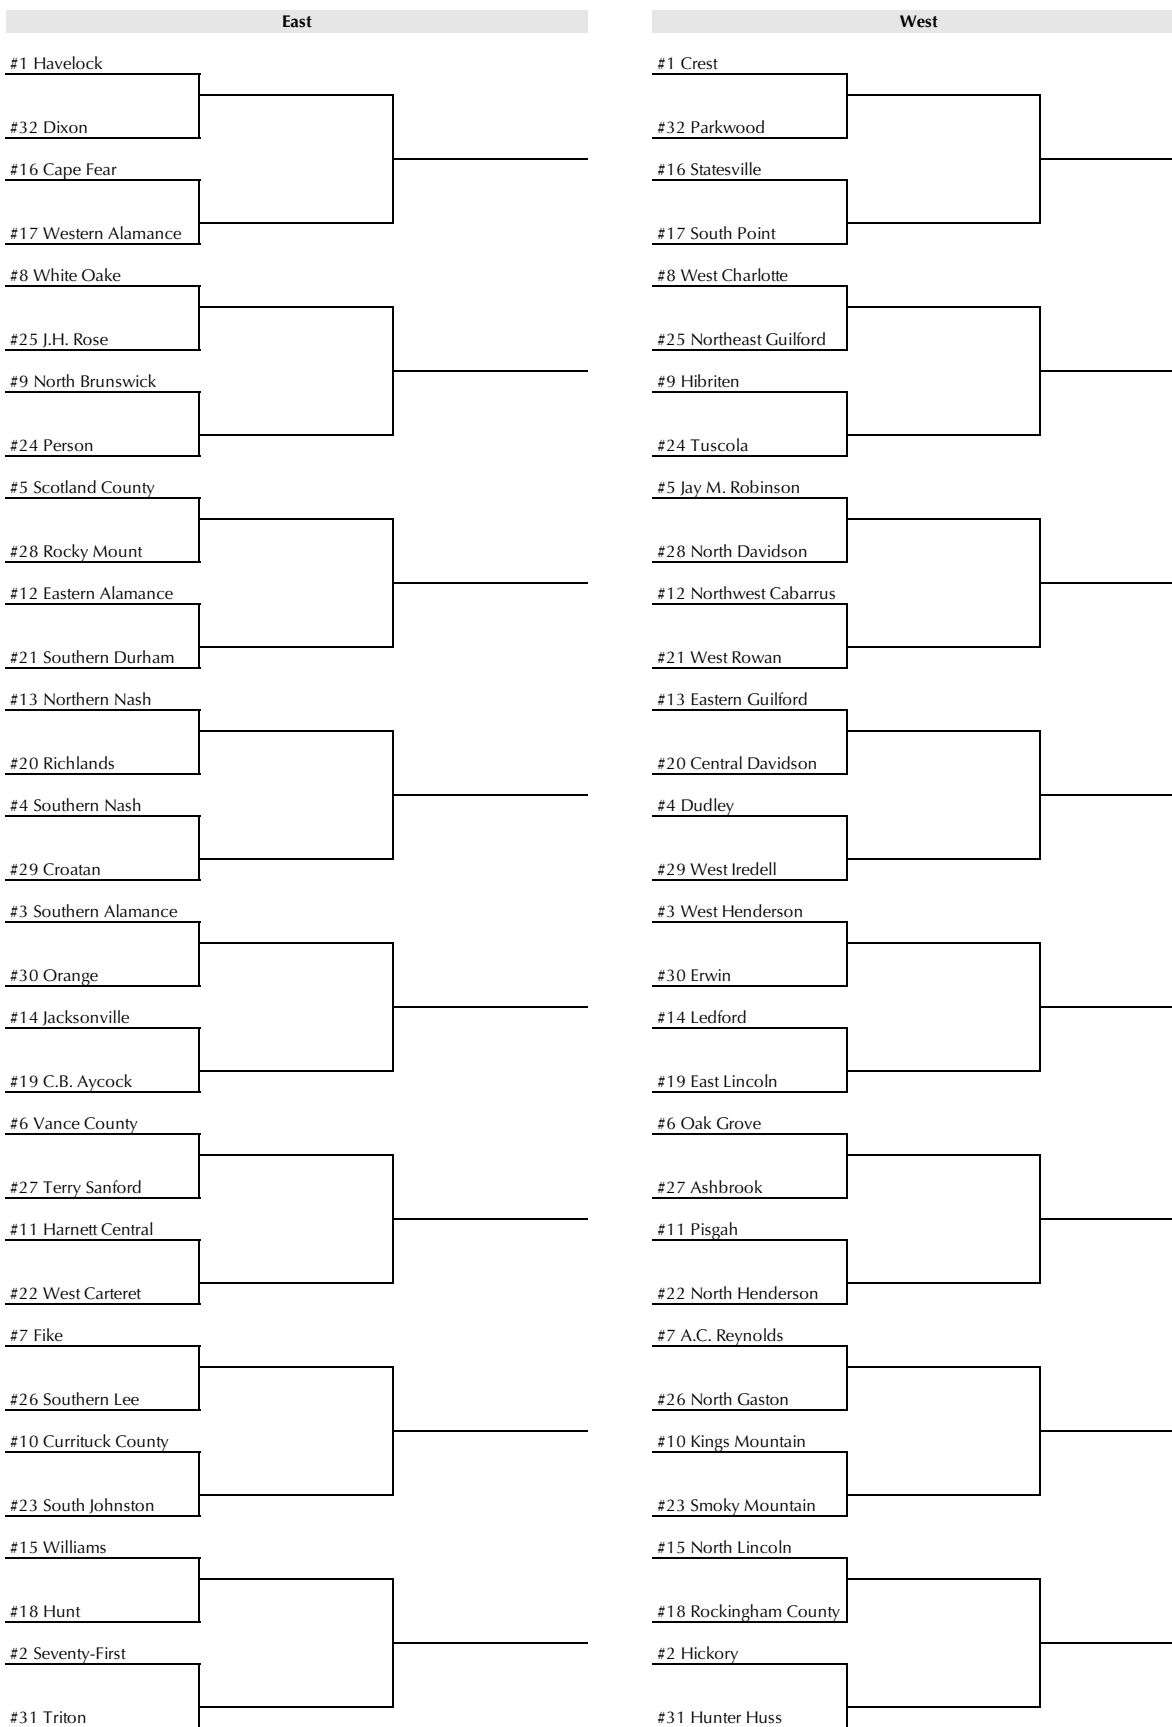 East
#1 Havelock
#32 Dixon
#16 Cape Fear
#17 Western Alamance
#8 White Oake
#25 J.H. Rose
#9 North Brunswick
#24 Person
#5 Scotland County
#28 Rocky Mount
#12 Eastern Alamance
#21 Southern Durham
#13 Northern Nash
#20 Richlands
#4 Southern Nash
#29 Croatan
#3 Southern Alamance
#30 Orange
#14 Jacksonville
#19 C.B. Aycock
#6 Vance County
#27 Terry Sanford
#11 Harnett Central
#22 West Carteret
#7 Fike
#26 Southern Lee
#10 Currituck County
#23 South Johnston
#15 Williams
#18 Hunt
#2 Seventy-First
#31 Triton
West
#1 Crest
#32 Parkwood
#16 Statesville
#17 South Point
#8 West Charlotte
#25 Northeast Guilford
#9 Hibriten
#24 Tuscola
#5 Jay M. Robinson
#28 North Davidson
#12 Northwest Cabarrus
#21 West Rowan
#13 Eastern Guilford
#20 Central Davidson
#4 Dudley
#29 West Iredell
#3 West Henderson
#30 Erwin
#14 Ledford
#19 East Lincoln
#6 Oak Grove
#27 Ashbrook
#11 Pisgah
#22 North Henderson
#7 A.C. Reynolds
#26 North Gaston
#10 Kings Mountain
#23 Smoky Mountain
#15 North Lincoln
#18 Rockingham County
#2 Hickory
#31 Hunter Huss